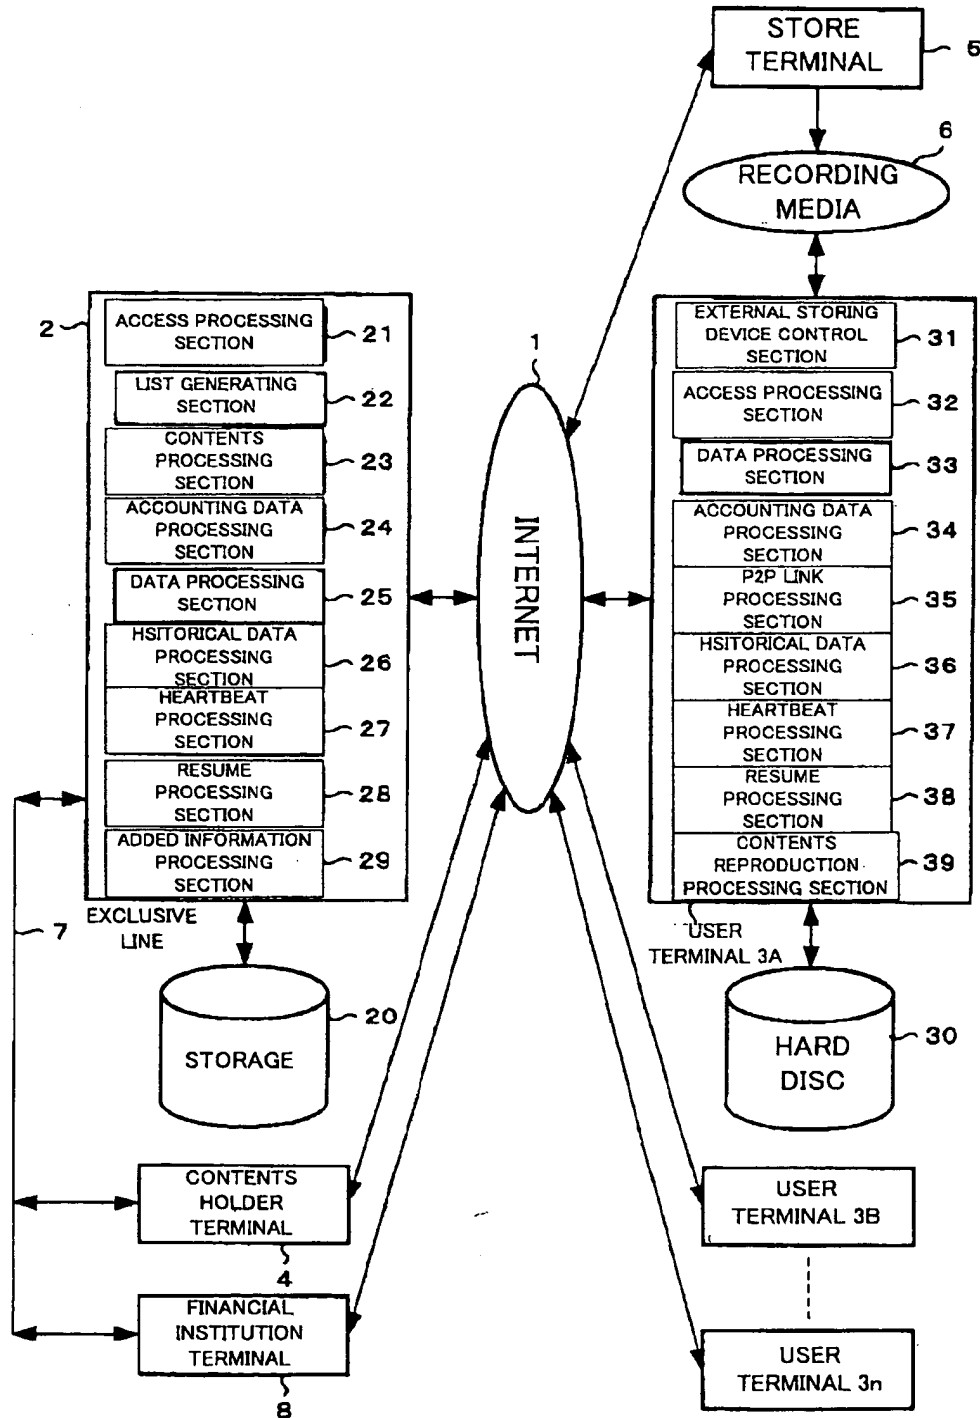 STORE
TERMINAL
5
6
RECORDING
MEDIA
2
ACCESS PROCESSING
SECTION
21
LIST GENERATING
SECTION
22
CONTENTS
PROCESSING
SECTION
23
ACCOUNTING DATA
PROCESSING
SECTION
24
DATA PROCESSING
SECTION
25
HSITORICAL DATA
PROCESSING
SECTION
26
HEARTBEAT
PROCESSING
SECTION
27
RESUME
PROCESSING
SECTION
28
ADDED INFORMATION
PROCESSING
SECTION
29
1
INTERNET
EXTERNAL STORING
DEVICE CONTROL
SECTION
31
ACCESS PROCESSING
SECTION
32
DATA PROCESSING
SECTION
33
ACCOUNTING DATA
PROCESSING
SECTION
34
P2P LINK
PROCESSING
SECTION
35
HSITORICAL DATA
PROCESSING
SECTION
36
HEARTBEAT
PROCESSING
SECTION
37
RESUME
PROCESSING
SECTION
38
CONTENTS
REPRODUCTION
PROCESSING SECTION
39
7
EXCLUSIVE
LINE
USER
TERMINAL 3A
STORAGE
20
HARD
DISC
30
CONTENTS
HOLDER
TERMINAL
4
FINANCIAL
INSTITUTION
TERMINAL
8
USER
TERMINAL 3B
USER
TERMINAL 3n